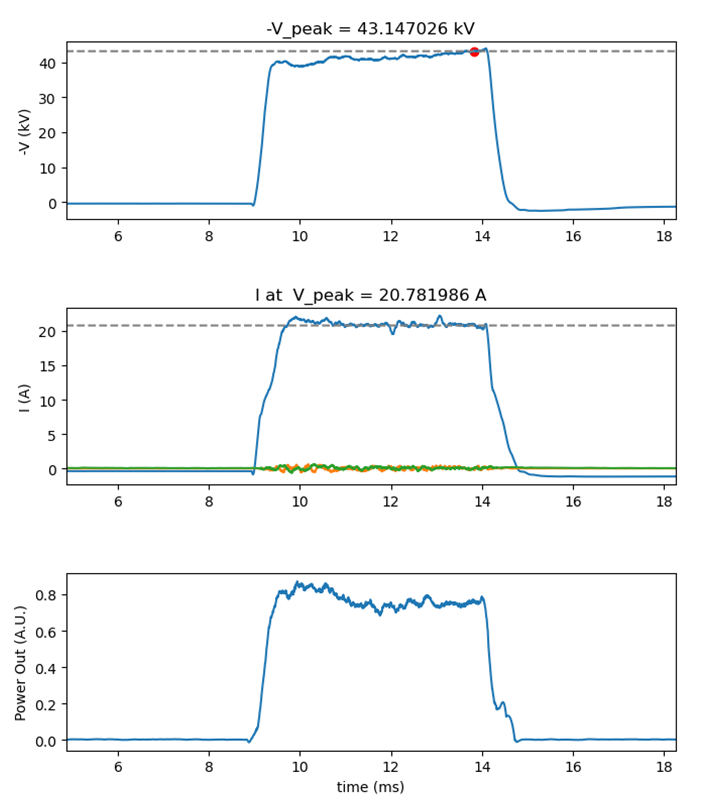 -V_peak = 43.147026 kV
40
30
20
10
0
-V (kV)
6 8 10 12 14 16 18
I at V_peak = 20.781986 A
20
15
10
5
0
I (A)
6 8 10 12 14 16 18
0.8
0.6
0.4
0.2
0.0
Power Out (A.U.)
6 8 10 12 14 16 18
time (ms)